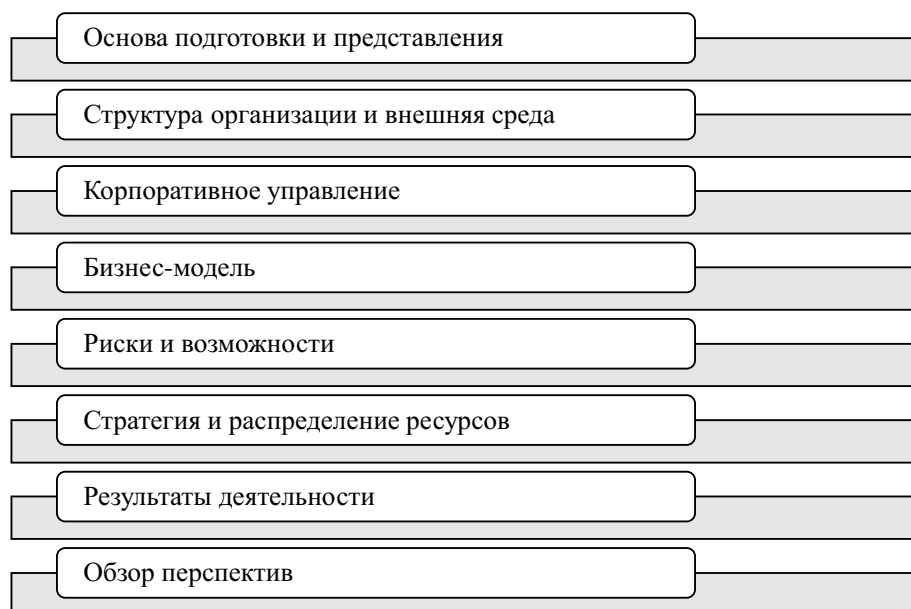 Основа подготовки и представления
Структура организации и внешняя среда
Корпоративное управление
Бизнес-модель
Риски и возможности
Стратегия и распределение ресурсов
Результаты деятельности
Обзор перспектив